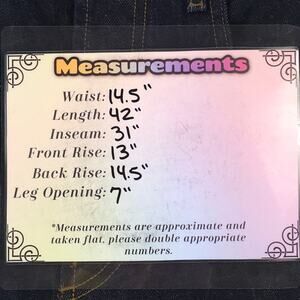 Measurements
Waist: 14.5"
Length: 42"
Inseam: 31"
Front Rise: 13"
Back Rise: 14.5"
Leg Opening: 7"
*Measurements are approximate and
taken flat, please double appropriate
numbers.